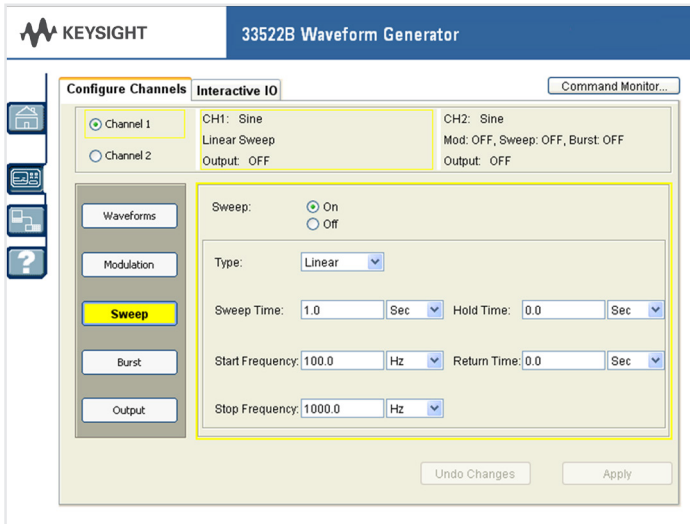 KEYSIGHT
33522B Waveform Generator
Configure Channels
Interactive IO
Command Monitor...
Channel 1
Channel 2
CH1: Sine
Linear Sweep
Output: OFF
CH2: Sine
Mod: OFF, Sweep: OFF, Burst: OFF
Output: OFF
Waveforms
Modulation
Sweep
Burst
Output
Sweep:
On
Off
Type: Linear
Sweep Time: 1.0 Sec Hold Time: 0.0 Sec
Start Frequency: 100.0 Hz Return Time: 0.0 Sec
Stop Frequency: 1000.0 Hz
Undo Changes
Apply
?